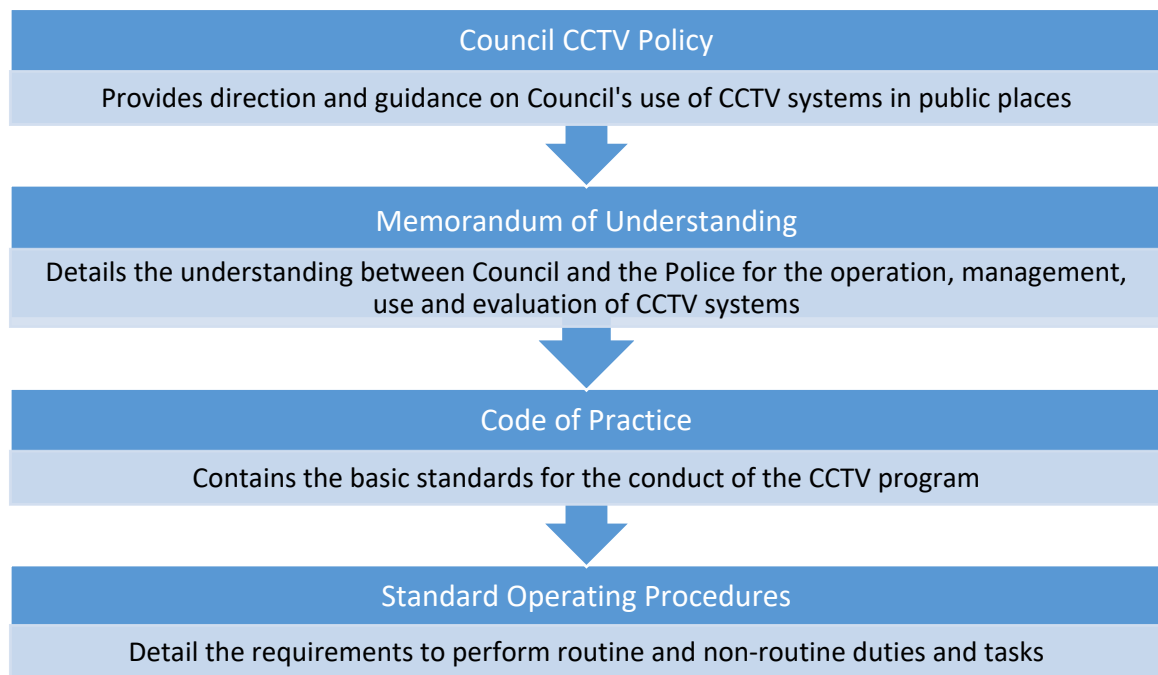 Council CCTV Policy
Provides direction and guidance on Council's use of CCTV systems in public places
Memorandum of Understanding
Details the understanding between Council and the Police for the operation, management,
use and evaluation of CCTV systems
Code of Practice
Contains the basic standards for the conduct of the CCTV program
Standard Operating Procedures
Detail the requirements to perform routine and non-routine duties and tasks